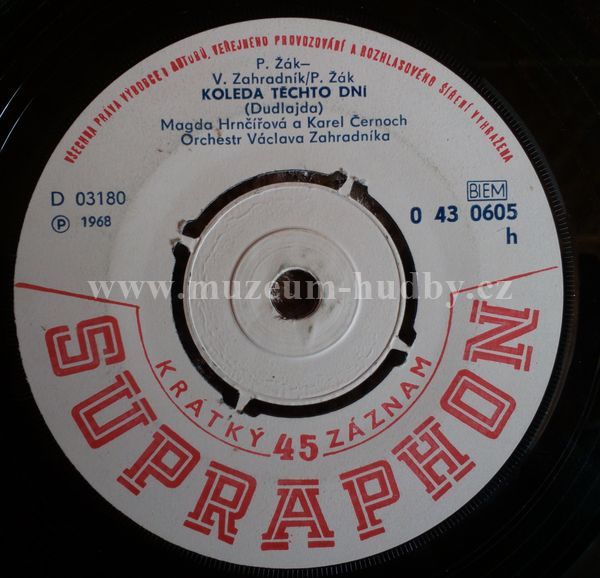 VŠECHNA PRÁVA VÝROBCE I AUTORŮ, VEŘEJNÉHO PROVOZOVÁNÍ A ROZHLASOVÉHO ŠÍŘENÍ VYHRAŽENA
P. Žák–
V. Zahradník/P. Žák
KOLEDA TĚCHTO DNÍ
(Dudlajda)
Magda Hrnčířová a Karel Černoch
Orchestr Václava Zahradníka
D 03180
Ⓟ 1968
BIEM
0 43 0605
h
www.muzeum-hudby.cz
KRÁTKÝ 45 ZÁZNAM
SUPRAPHON